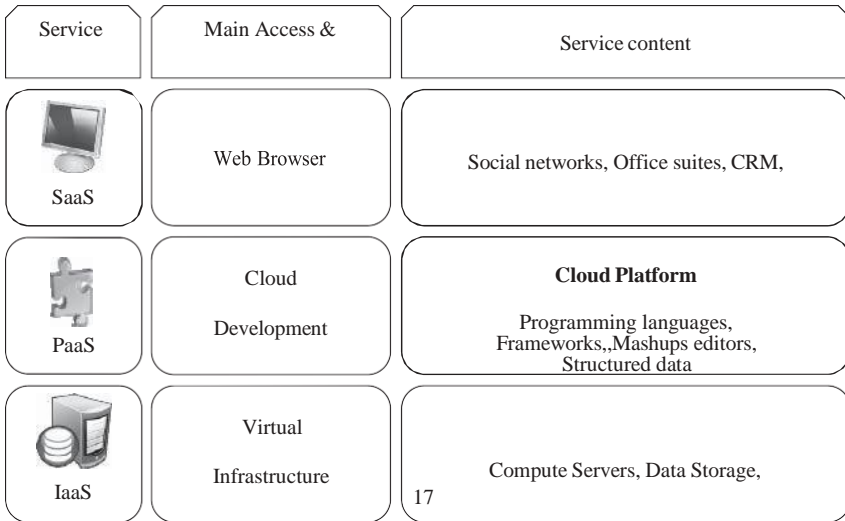 Service
Main Access &
Service content
SaaS
Web Browser
Social networks, Office suites, CRM,
PaaS
Cloud
Development
Cloud Platform
Programming languages,
Frameworks,,Mashups editors,
Structured data
IaaS
Virtual
Infrastructure
Compute Servers, Data Storage,
17